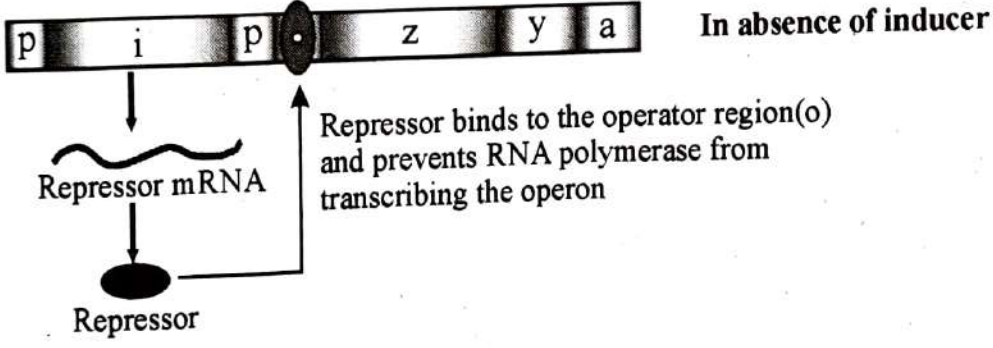 p i p z y a
In absence of inducer
Repressor binds to the operator region(o)
and prevents RNA polymerase from
transcribing the operon
Repressor mRNA
Repressor